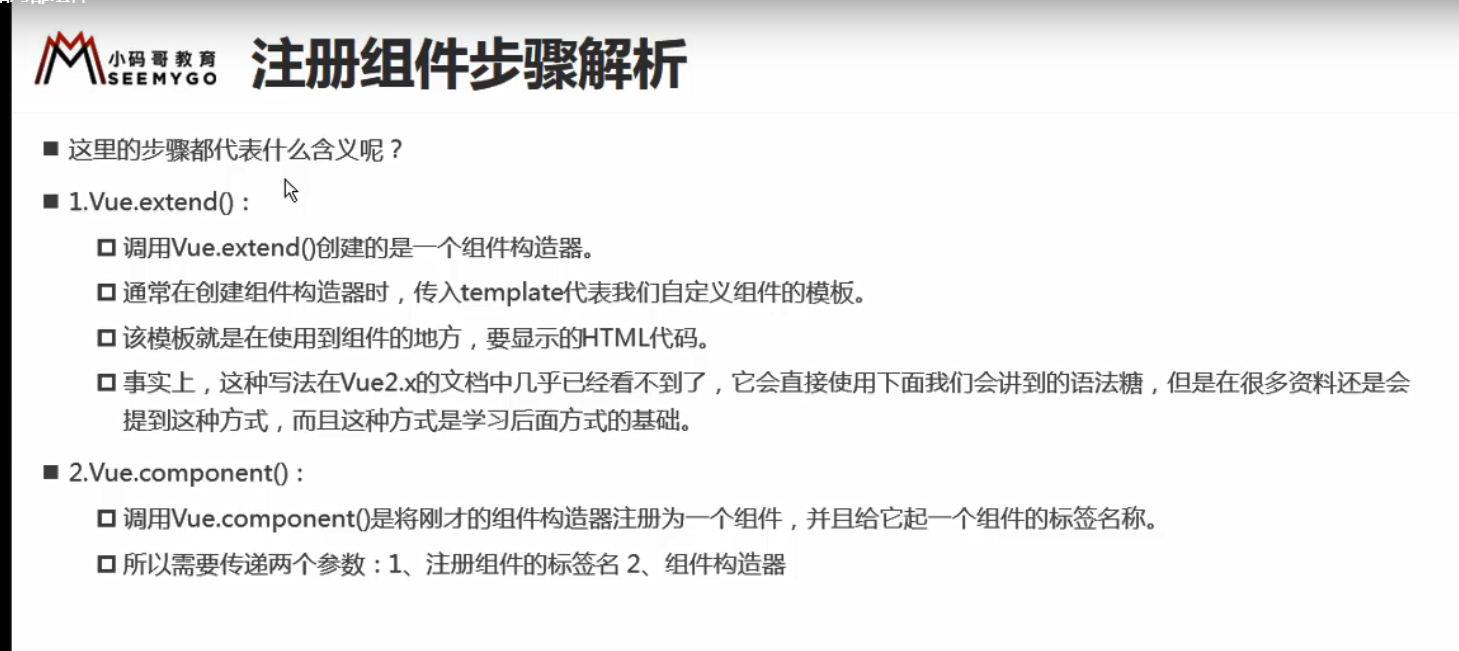 小码哥教育
SEEMYGO
注册组件步骤解析
这里的步骤都代表什么含义呢？
1.Vue.extend()：
调用Vue.extend()创建的是一个组件构造器。
通常在创建组件构造器时，传入template代表我们自定义组件的模板。
该模板就是在使用到组件的地方，要显示的HTML代码。
事实上，这种写法在Vue2.x的文档中几乎已经看不到了，它会直接使用下面我们会讲到的语法糖，但是在很多资料还是会
提到这种方式，而且这种方式是学习后面方式的基础。
2.Vue.component()：
调用Vue.component()是将刚才的组件构造器注册为一个组件，并且给它起一个组件的标签名称。
所以需要传递两个参数：1、注册组件的标签名 2、组件构造器